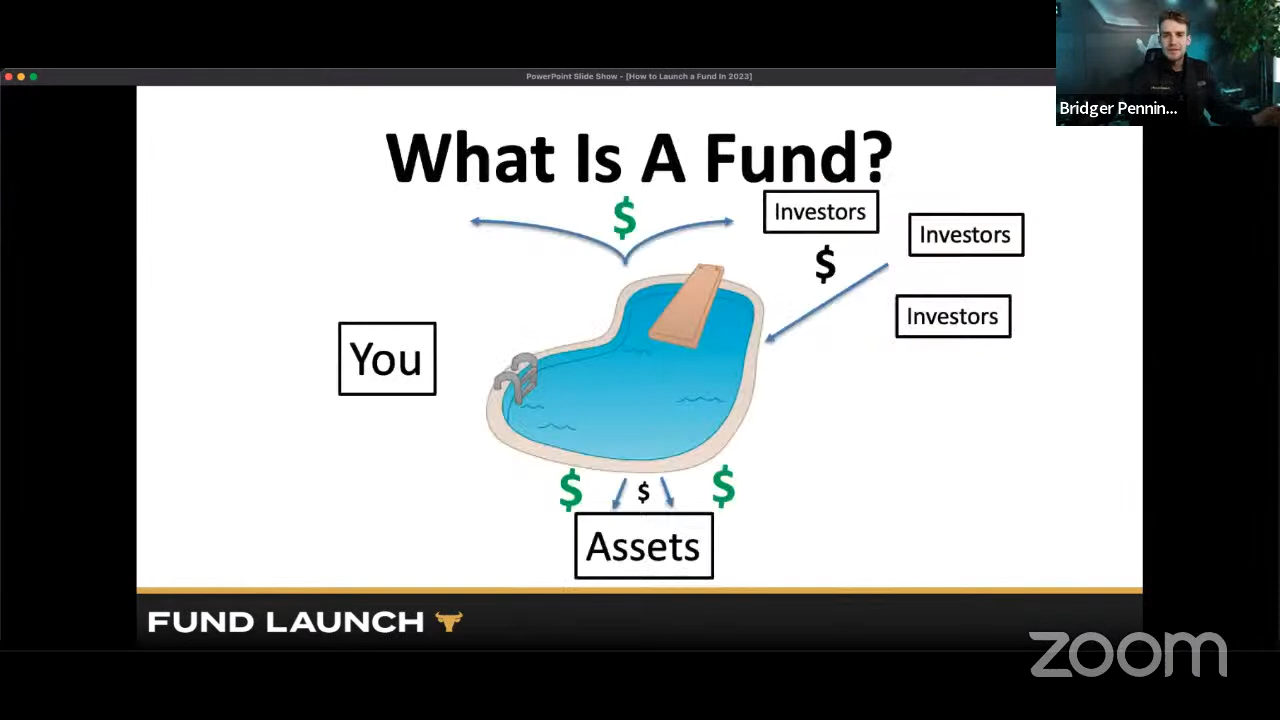 PowerPoint Slide Show - [How to Launch a Fund In 2023]
Bridger Pennin...
What Is A Fund?
$
Investors
Investors
$
Investors
You
$
$
$
Assets
FUND LAUNCH
zoom